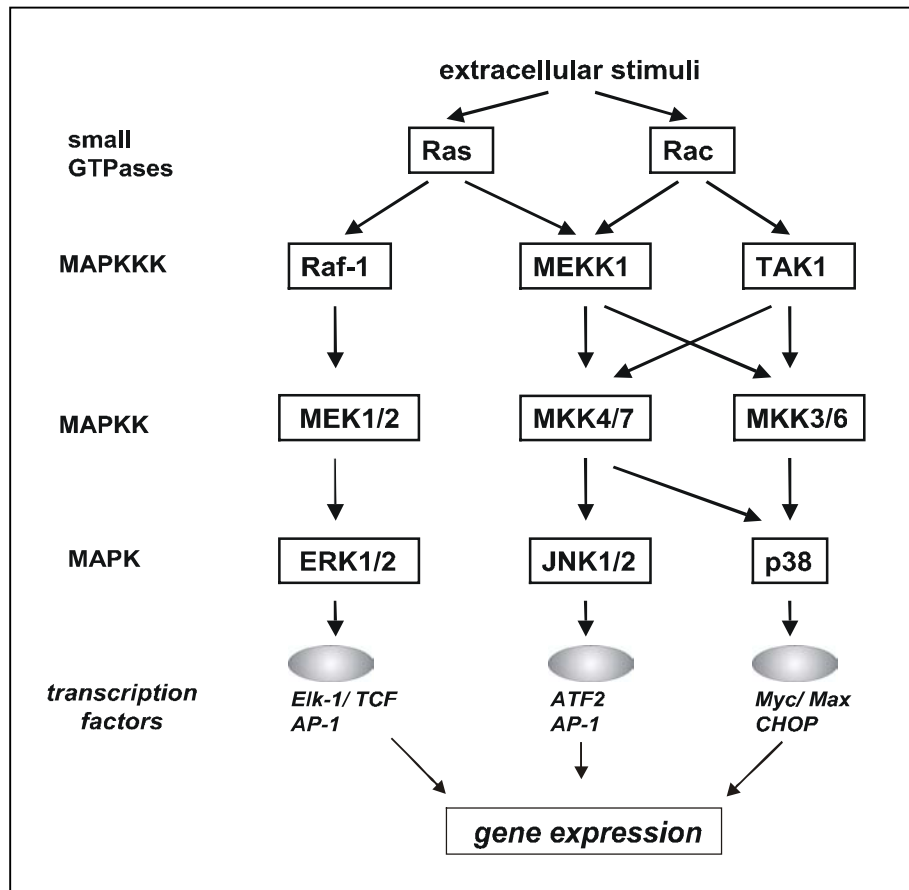 extracellular stimuli
small
GTPases
Ras
Rac
MAPKKK
Raf-1
MEKK1
TAK1
MAPKK
MEK1/2
MKK4/7
MKK3/6
MAPK
ERK1/2
JNK1/2
p38
transcription
factors
Elk-1/ TCF
AP-1
ATF2
AP-1
Myc/ Max
CHOP
gene expression